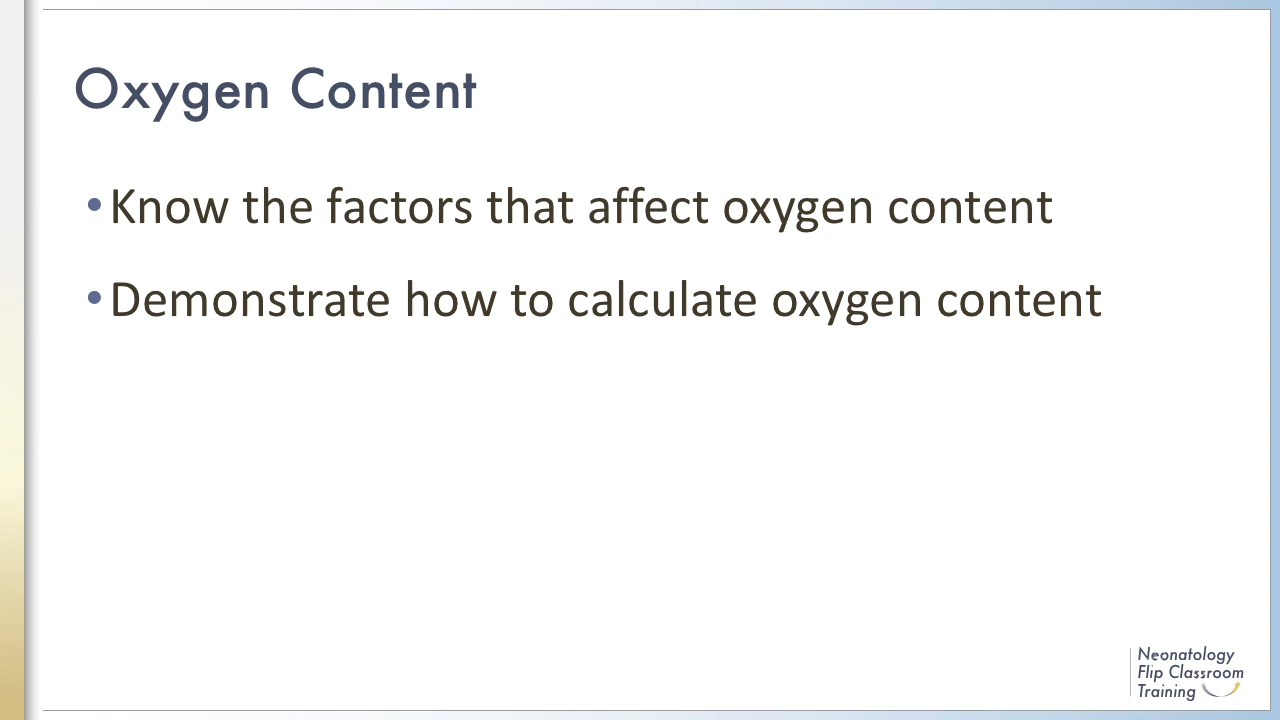 Oxygen Content
• Know the factors that affect oxygen content
• Demonstrate how to calculate oxygen content
Neonatology
Flip Classroom
Training